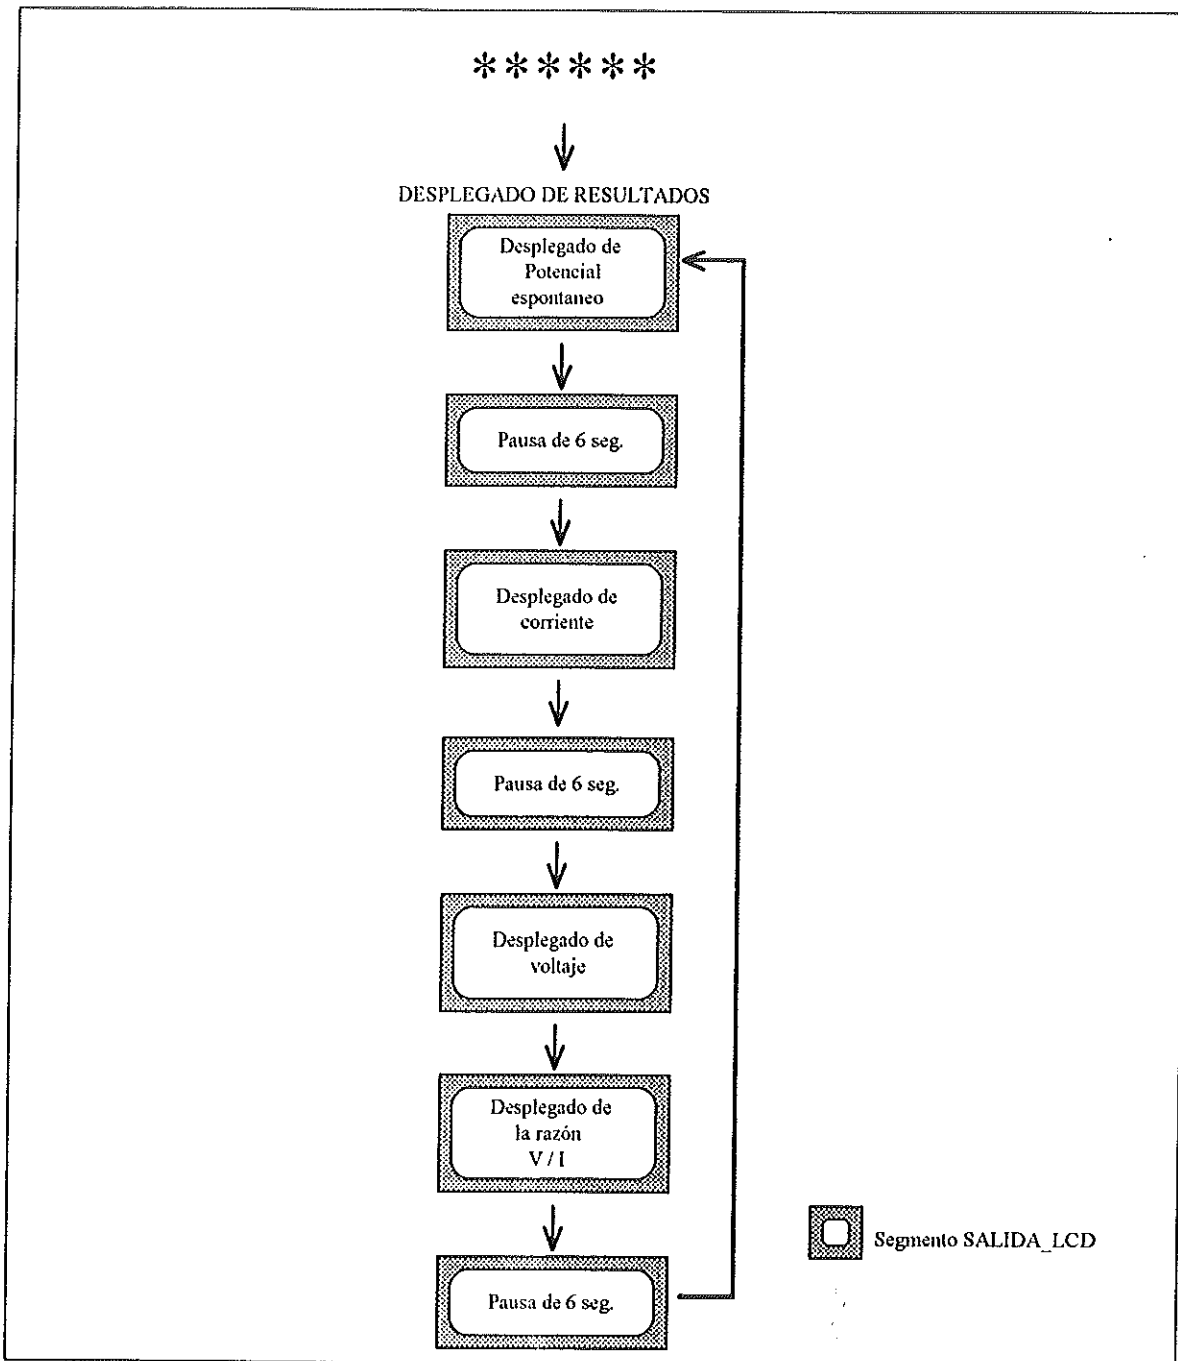 ******
DESPLEGADO DE RESULTADOS
Desplegado de
Potencial
espontaneo
Pausa de 6 seg.
Desplegado de
corriente
Pausa de 6 seg.
Desplegado de
voltaje
Desplegado de
la razón
V / I
Pausa de 6 seg.
Segmento SALIDA_LCD